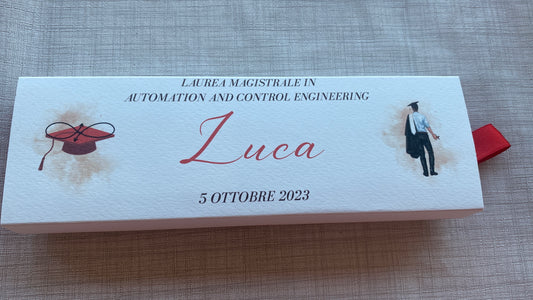 LAUREA MAGISTRALE IN
AUTOMATION AND CONTROL ENGINEERING
Luca
5 OTTOBRE 2023